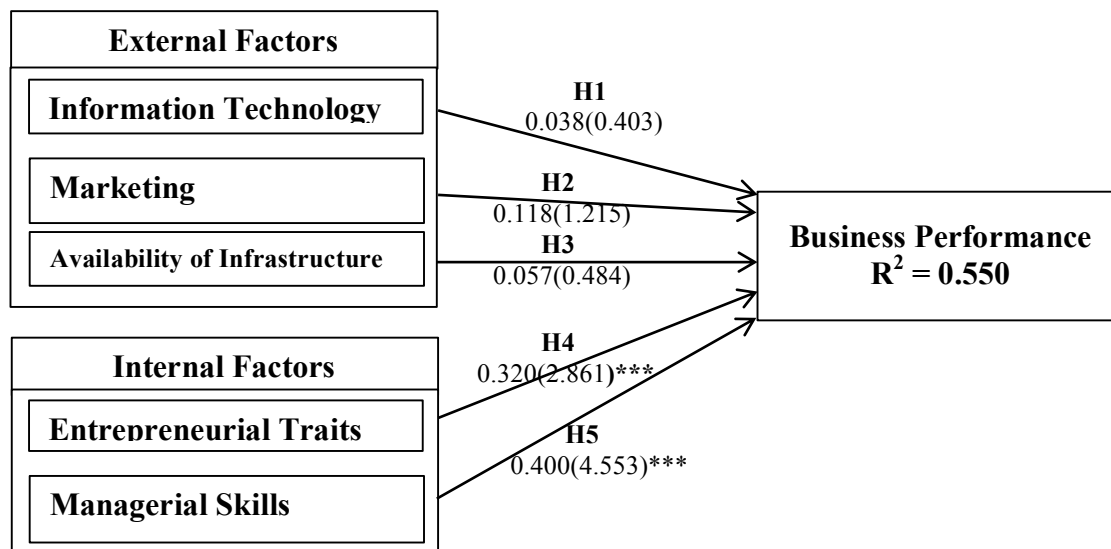 External Factors
Information Technology
Marketing
Availability of Infrastructure
Internal Factors
Entrepreneurial Traits
Managerial Skills
H1
0.038(0.403)
H2
0.118(1.215)
H3
0.057(0.484)
H4
0.320(2.861)***
H5
0.400(4.553)***
Business Performance
R² = 0.550